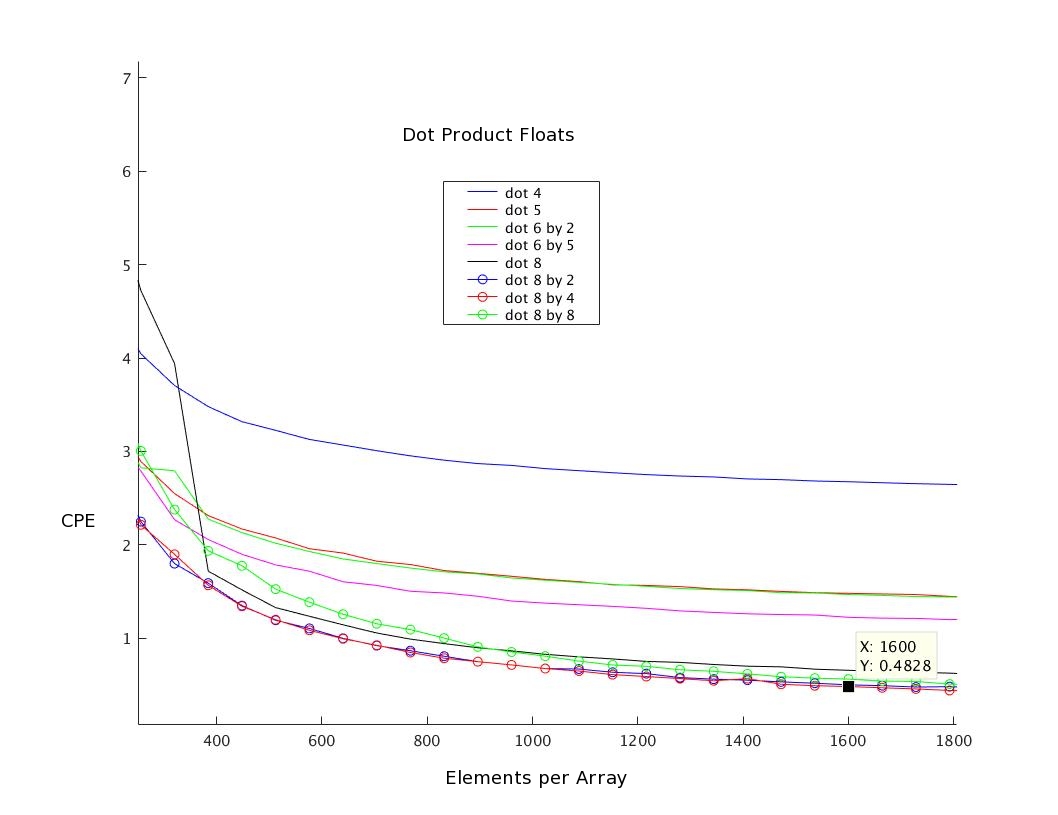 Dot Product Floats
dot 4
dot 5
dot 6 by 2
dot 6 by 5
dot 8
dot 8 by 2
dot 8 by 4
dot 8 by 8
7
6
5
4
3
2
1
CPE
X: 1600
Y: 0.4828
400 600 800 1000 1200 1400 1600 1800
Elements per Array